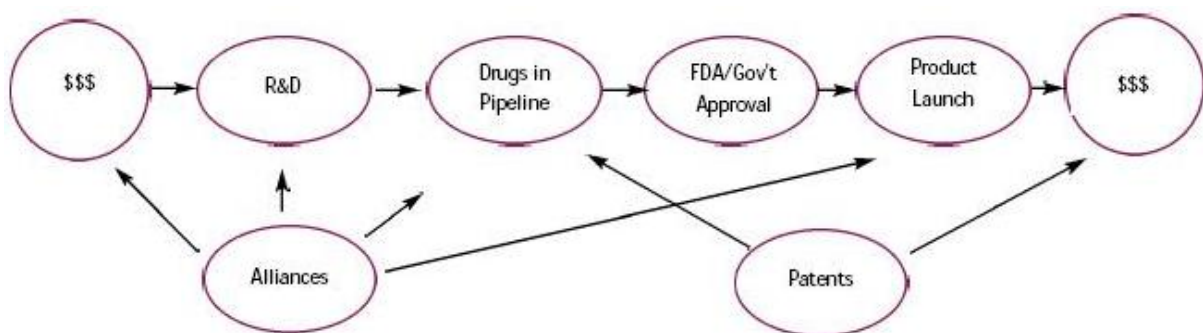 $$$
R&D
Drugs in
Pipeline
FDA/Gov't
Approval
Product
Launch
$$$
Alliances
Patents